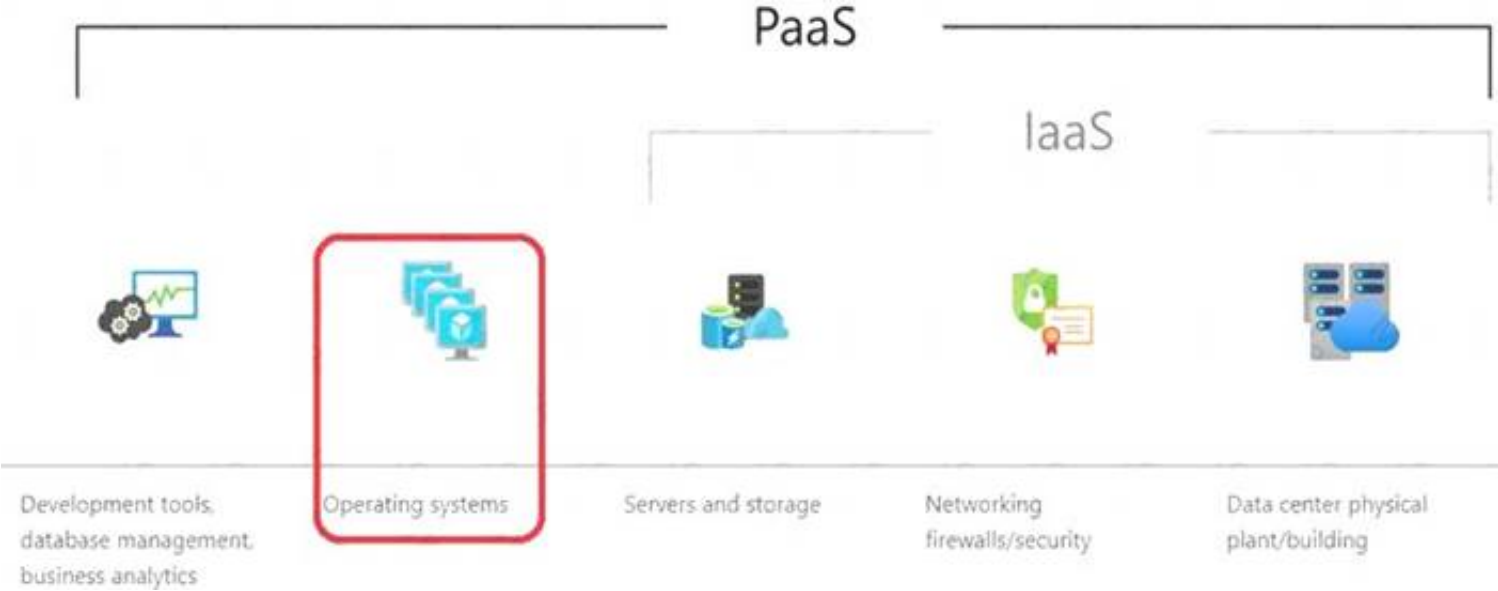 PaaS
IaaS
Development tools,
database management,
business analytics
Operating systems
Servers and storage
Networking
firewalls/security
Data center physical
plant/building